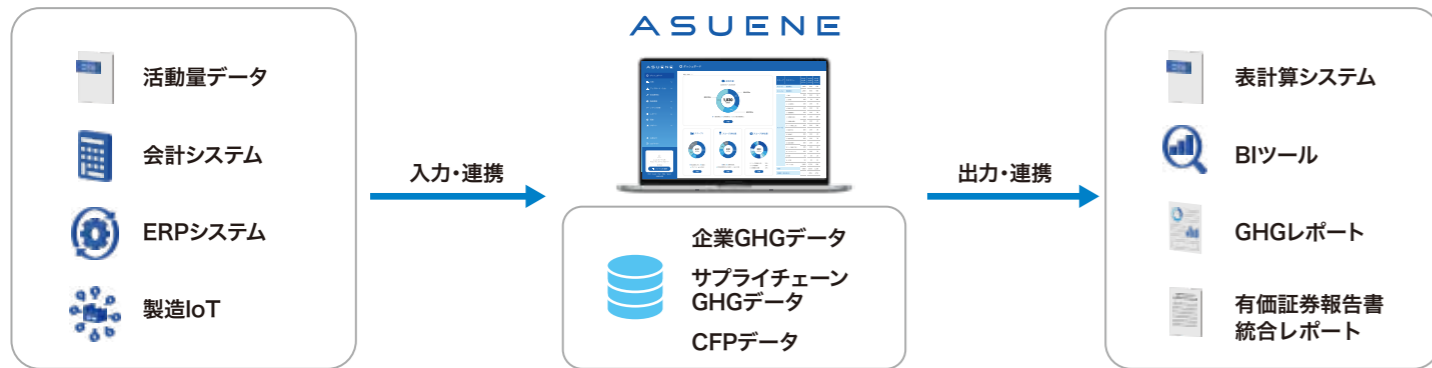 活動量データ
会計システム
ERPシステム
製造IoT
入力・連携
ASUENE
企業GHGデータ
サプライチェーン
GHGデータ
CFPデータ
出力・連携
表計算システム
BIツール
GHGレポート
有価証券報告書
統合レポート